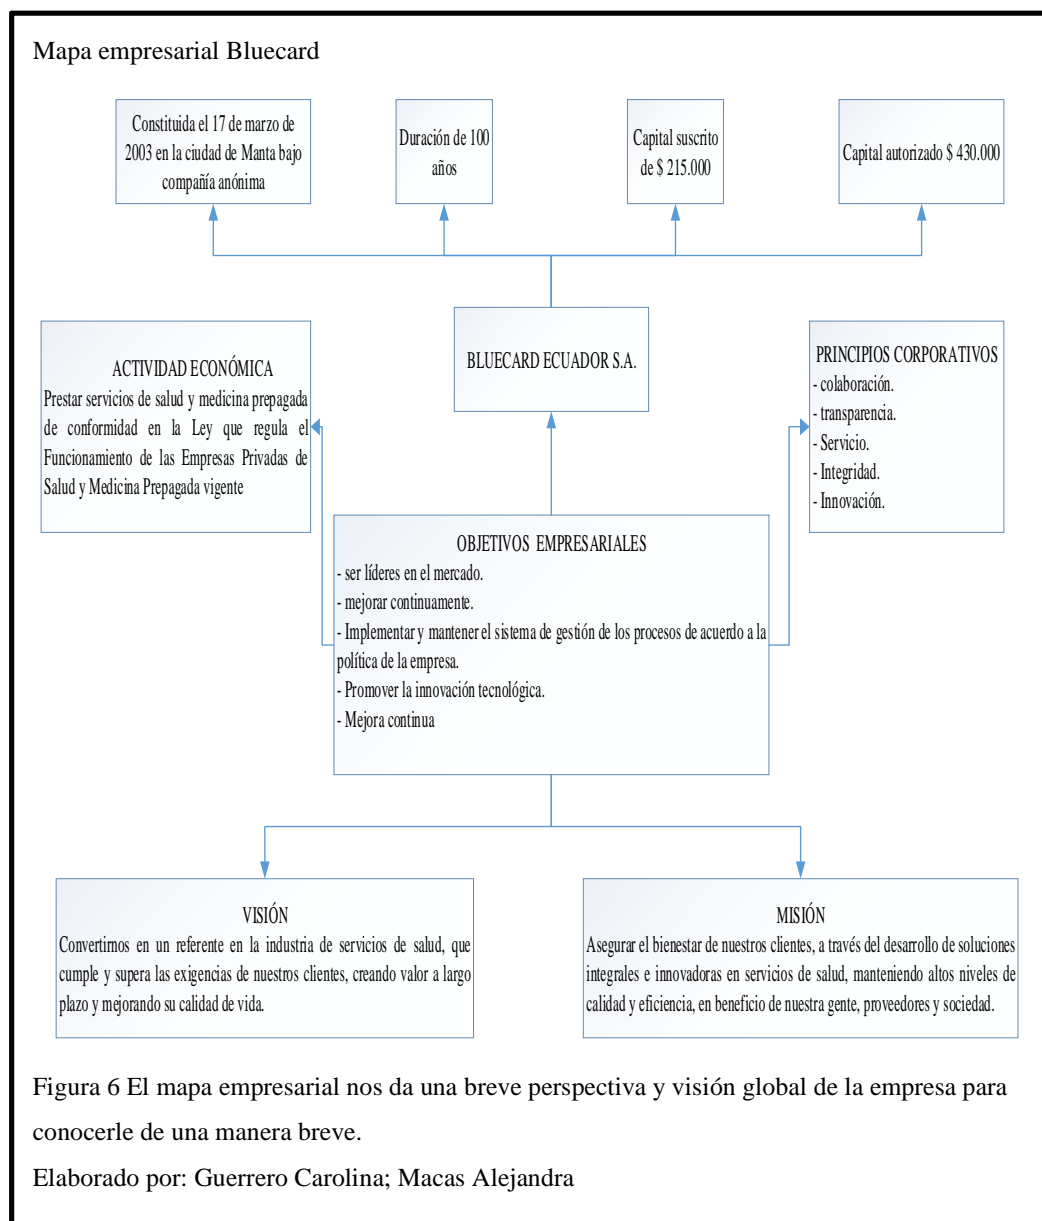 Mapa empresarial Bluecard
Constituida el 17 de marzo de
2003 en la ciudad de Manta bajo
compañía anónima
Duración de 100
años
Capital suscrito
de $ 215.000
Capital autorizado $ 430.000
ACTIVIDAD ECONÓMICA
Prestar servicios de salud y medicina prepagada
de conformidad en la Ley que regula el
Funcionamiento de las Empresas Privadas de
Salud y Medicina Prepagada vigente
BLUECARD ECUADOR S.A.
PRINCIPIOS CORPORATIVOS
- colaboración.
- transparencia.
- Servicio.
- Integridad.
- Innovación.
OBJETIVOS EMPRESARIALES
- ser líderes en el mercado.
- mejorar continuamente.
- Implementar y mantener el sistema de gestión de los procesos de acuerdo a la
política de la empresa.
- Promover la innovación tecnológica.
- Mejora continua
VISIÓN
Convertirnos en un referente en la industria de servicios de salud, que
cumple y supera las exigencias de nuestros clientes, creando valor a largo
plazo y mejorando su calidad de vida.
MISIÓN
Asegurar el bienestar de nuestros clientes, a través del desarrollo de soluciones
integrales e innovadoras en servicios de salud, manteniendo altos niveles de
calidad y eficiencia, en beneficio de nuestra gente, proveedores y sociedad.
Figura 6 El mapa empresarial nos da una breve perspectiva y visión global de la empresa para
conocerle de una manera breve.
Elaborado por: Guerrero Carolina; Macas Alejandra